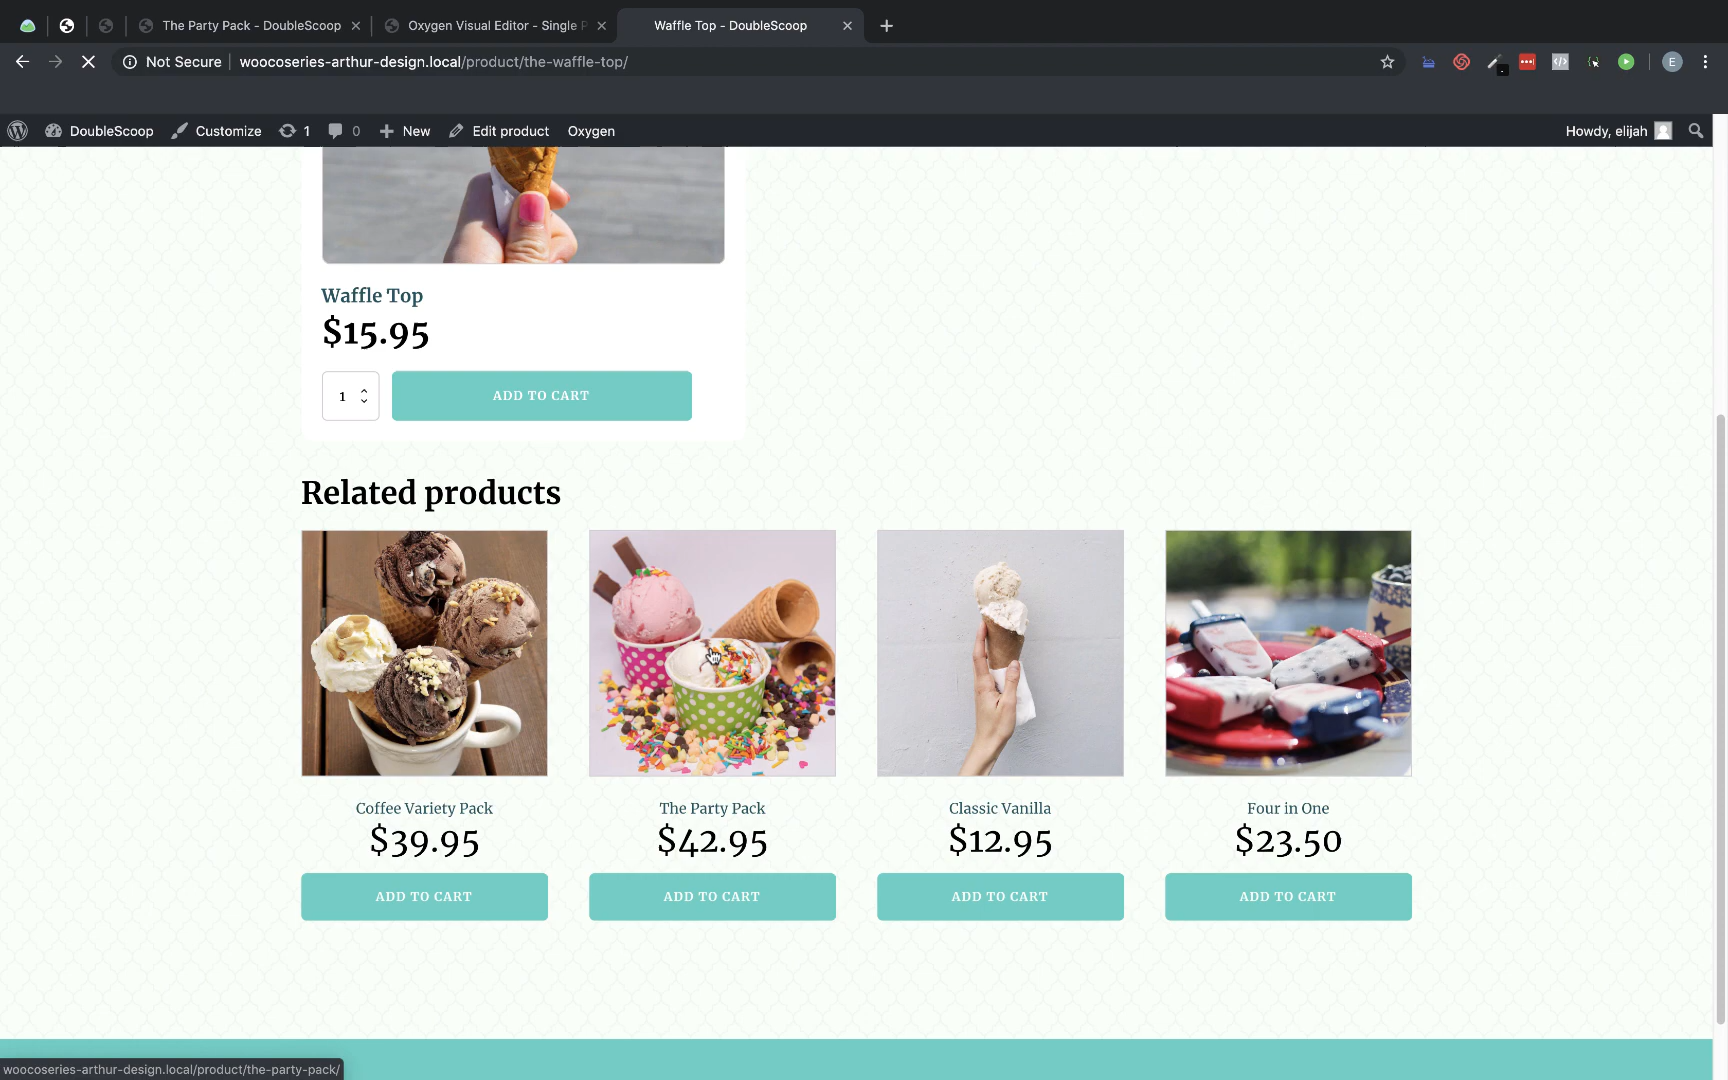 The Party Pack - DoubleScoop
Oxygen Visual Editor - Single P
Waffle Top - DoubleScoop
Not Secure
woocoseries-arthur-design.local/product/the-waffle-top/
E
DoubleScoop
Customize
1
0
New
Edit product
Oxygen
Howdy, elijah
Waffle Top
$15.95
1
ADD TO CART
Related products
Coffee Variety Pack
The Party Pack
Classic Vanilla
Four in One
$39.95
$42.95
$12.95
$23.50
ADD TO CART
ADD TO CART
ADD TO CART
ADD TO CART
woocoseries-arthur-design.local/product/the-party-pack/